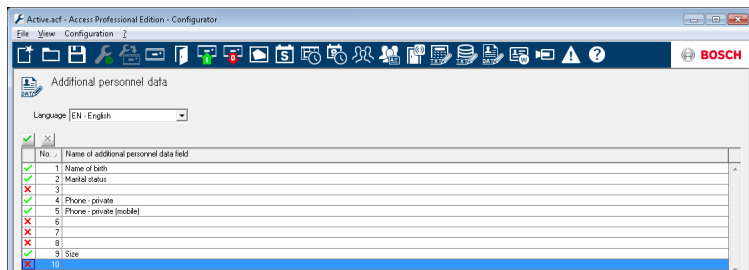 Active.acf - Access Professional Edition - Configurator
File View Configuration ?
BOSCH
DATA
Additional personnel data
Language EN - English
No. / Name of additional personnel data field
1 Name of birth
2 Marital status
3
4 Phone - private
5 Phone - private (mobile)
6
7
8
9 Size
10